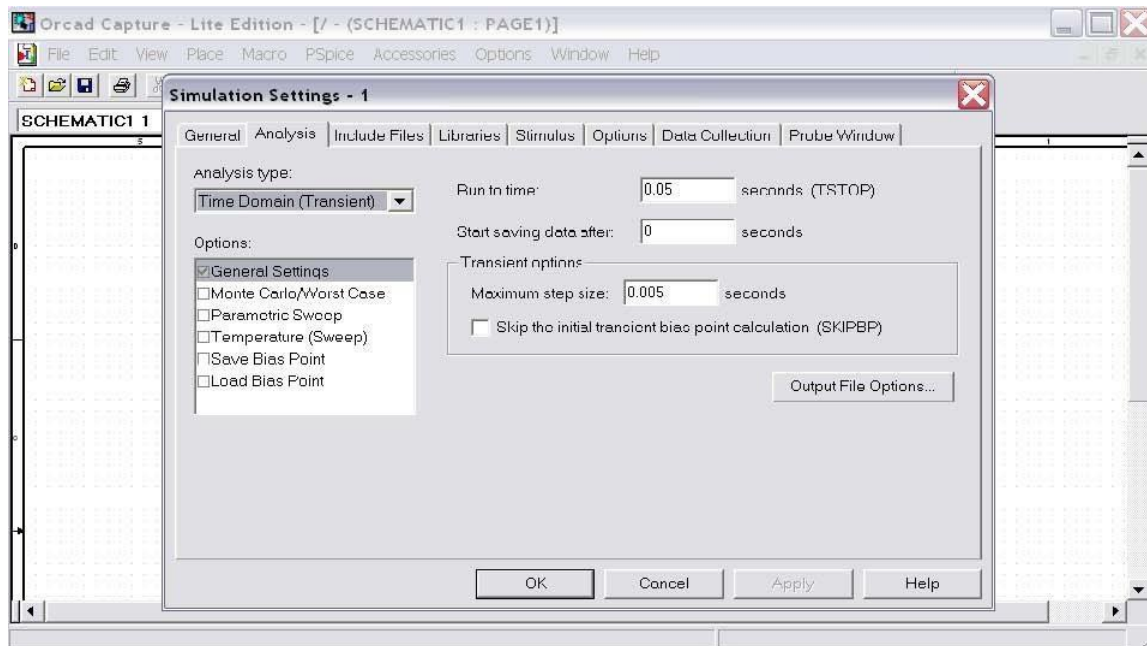 Orcad Capture - Lite Edition - [/ - (SCHEMATIC1 : PAGE1)]
File Edit View Place Macro PSpice Accessories Options Window Help
SCHEMATIC1 1
Simulation Settings - 1
General Analysis Include Files Libraries Stimulus Options Data Collection Probe Window
Analysis type:
Time Domain (Transient)
Options:
General Settings
Monte Carlo/Worst Case
Parametric Sweep
Temperature (Sweep)
Save Bias Point
Load Bias Point
Run to time: 0.05 seconds (TSTOP)
Start saving data after: 0 seconds
Transient options
Maximum step size: 0.005 seconds
Skip the initial transient bias point calculation (SKIPBP)
Output File Options...
OK Cancel Apply Help
5
1
D
C